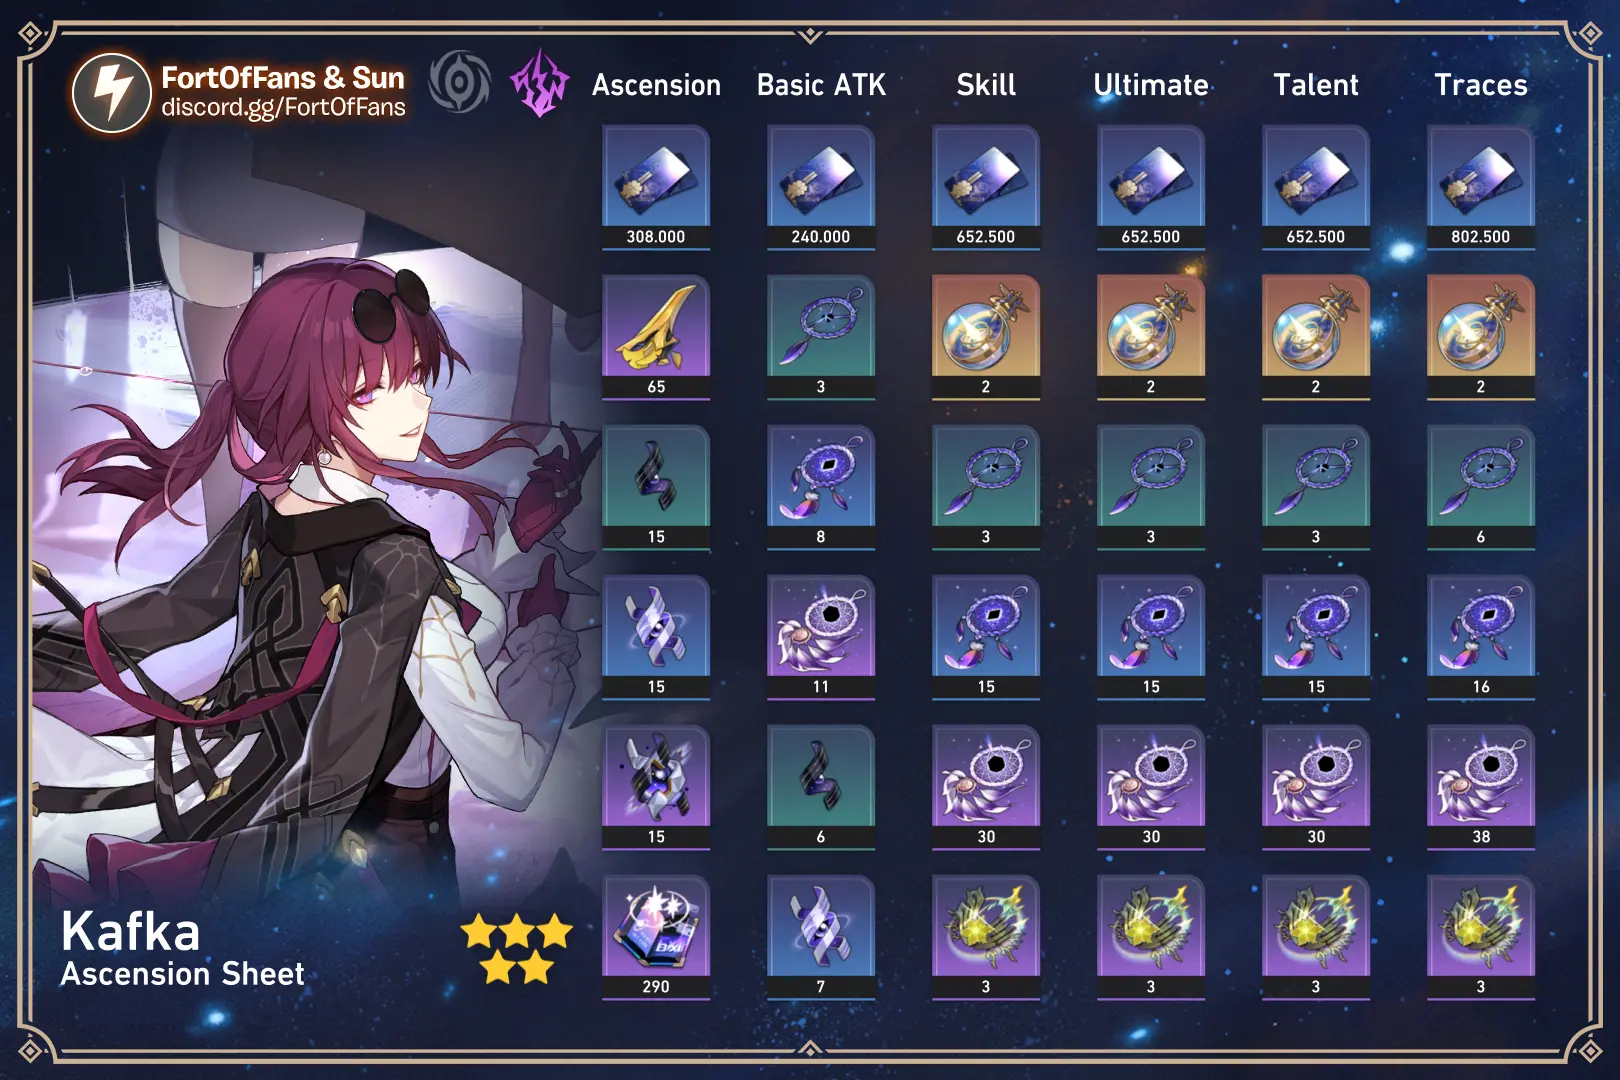 FortOfFans & Sun
discord.gg/FortOfFans
Ascension Basic ATK Skill Ultimate Talent Traces
308.000 240.000 652.500 652.500 652.500 802.500
65 3 2 2 2 2
15 8 3 3 3 6
15 11 15 15 15 16
15 6 30 30 30 38
290 7 3 3 3 3
Kafka
Ascension Sheet